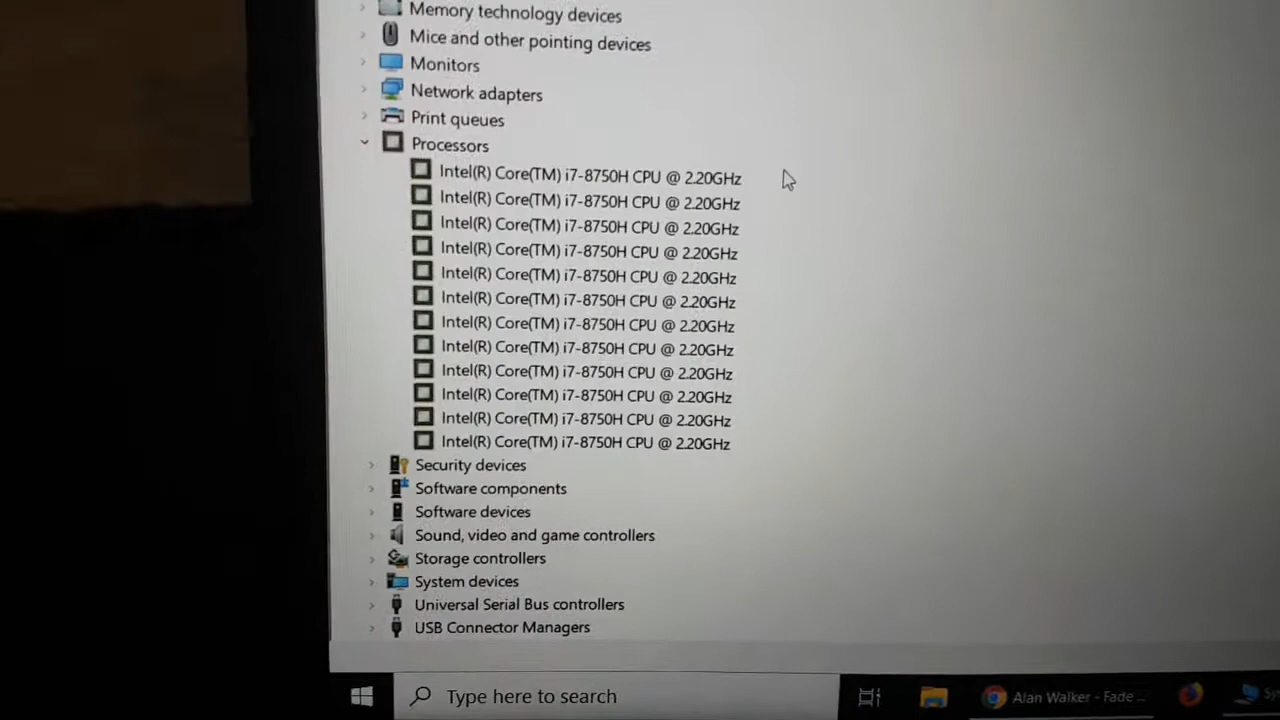 Memory technology devices
Mice and other pointing devices
Monitors
Network adapters
Print queues
Processors
Intel(R) Core(TM) i7-8750H CPU @ 2.20GHz
Intel(R) Core(TM) i7-8750H CPU @ 2.20GHz
Intel(R) Core(TM) i7-8750H CPU @ 2.20GHz
Intel(R) Core(TM) i7-8750H CPU @ 2.20GHz
Intel(R) Core(TM) i7-8750H CPU @ 2.20GHz
Intel(R) Core(TM) i7-8750H CPU @ 2.20GHz
Intel(R) Core(TM) i7-8750H CPU @ 2.20GHz
Intel(R) Core(TM) i7-8750H CPU @ 2.20GHz
Intel(R) Core(TM) i7-8750H CPU @ 2.20GHz
Intel(R) Core(TM) i7-8750H CPU @ 2.20GHz
Intel(R) Core(TM) i7-8750H CPU @ 2.20GHz
Intel(R) Core(TM) i7-8750H CPU @ 2.20GHz
Security devices
Software components
Software devices
Sound, video and game controllers
Storage controllers
System devices
Universal Serial Bus controllers
USB Connector Managers
Type here to search
Alan Walker - Fade ...